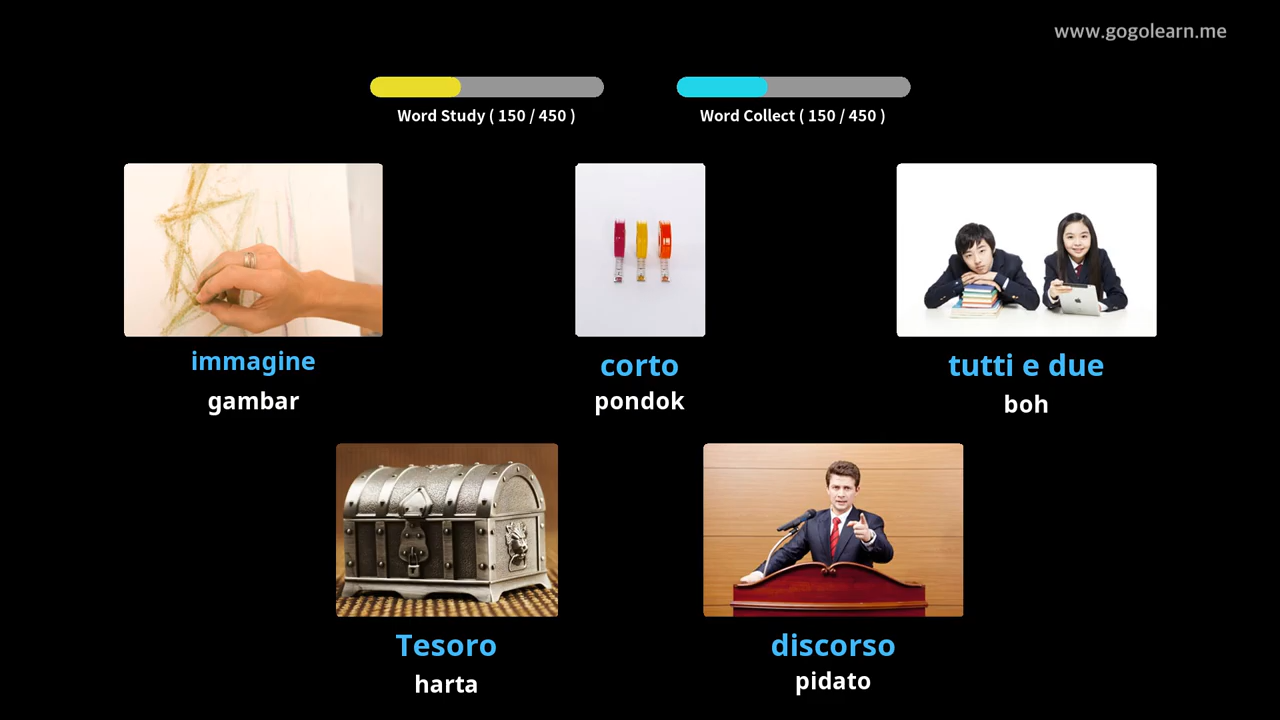 www.gogolearn.me
Word Study ( 150 / 450 )
Word Collect ( 150 / 450 )
immagine
gambar
corto
pondok
tutti e due
boh
Tesoro
harta
discorso
pidato